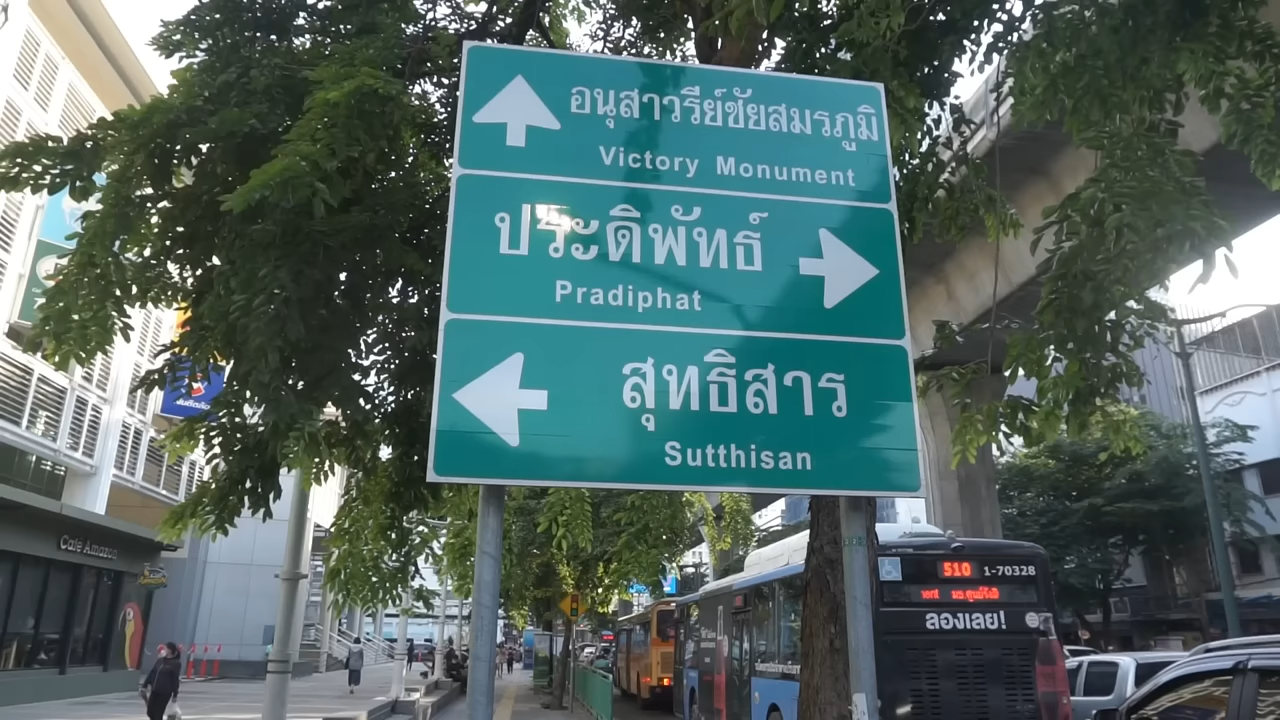 อนุสาวรีย์ชัยสมรภูมิ
Victory Monument
ประดิพัทธ์
Pradiphat
สุทธิสาร
Sutthisan
Café Amazon
510 1-70328
ลองเลย!